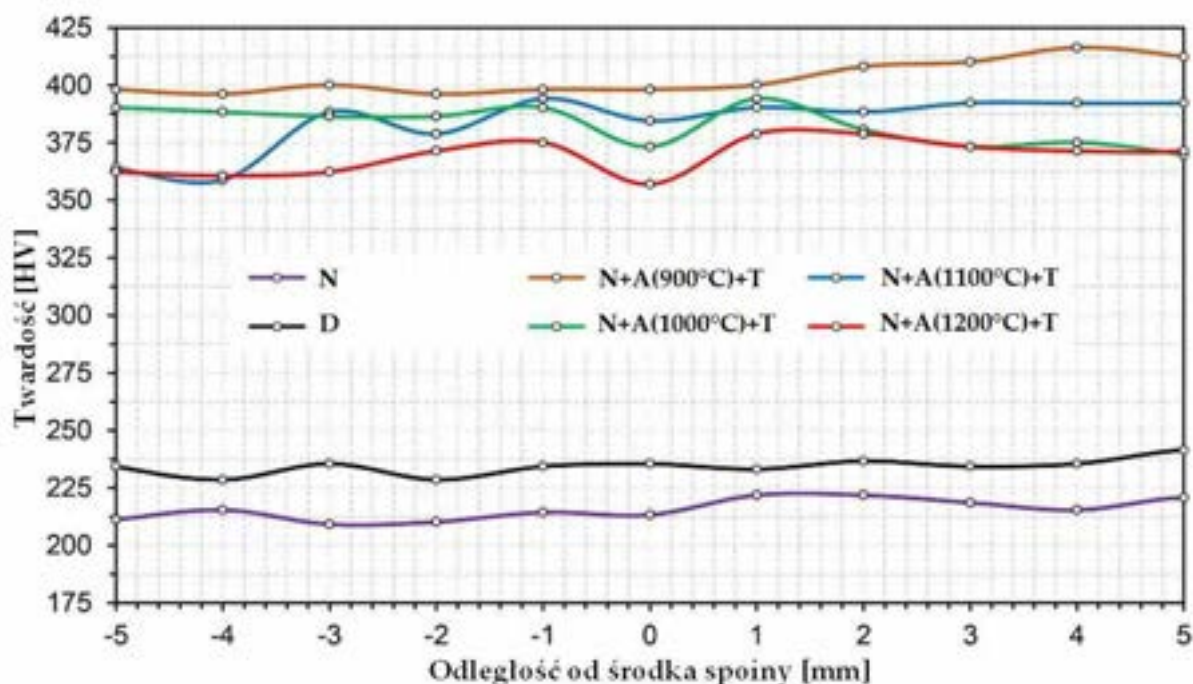 425
400
375
350
325
300
275
250
225
200
175
Twardość [HV]
N
N+A(900°C)+T
N+A(1100°C)+T
D
N+A(1000°C)+T
N+A(1200°C)+T
-5 -4 -3 -2 -1 0 1 2 3 4 5
Odległość od środka spoiny [mm]